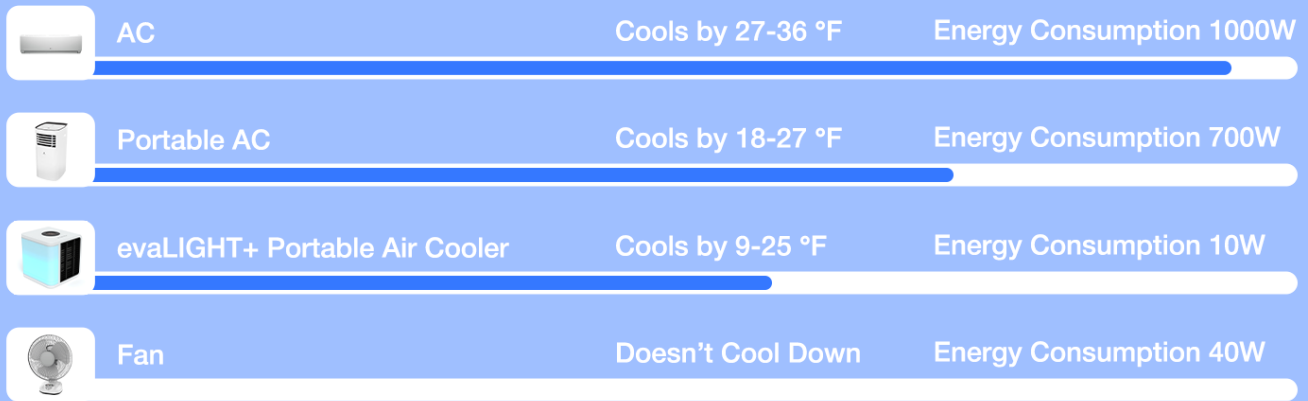 AC Cools by 27-36 °F Energy Consumption 1000W
Portable AC Cools by 18-27 °F Energy Consumption 700W
evaLIGHT+ Portable Air Cooler Cools by 9-25 °F Energy Consumption 10W
Fan Doesn’t Cool Down Energy Consumption 40W